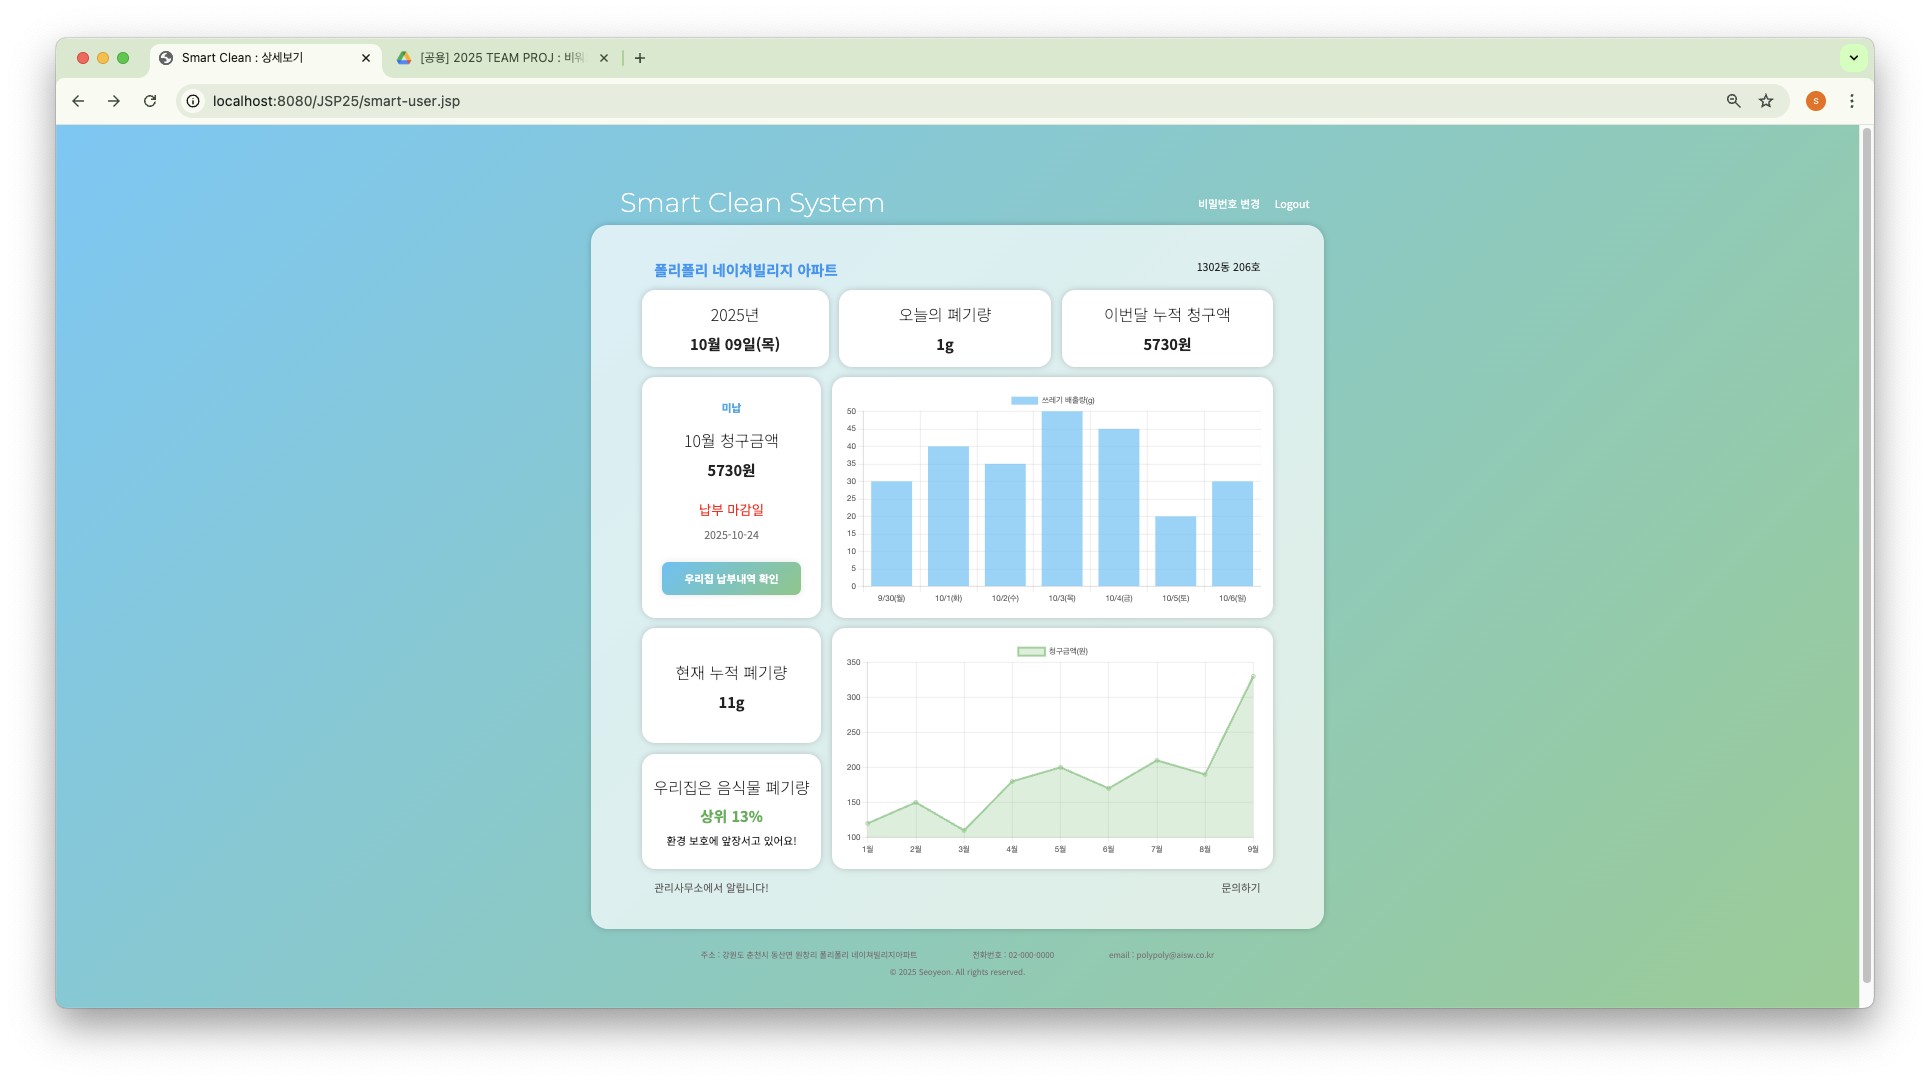 Smart Clean : 상세보기
[공용] 2025 TEAM PROJ : 비워
localhost:8080/JSP25/smart-user.jsp
s
Smart Clean System
비밀번호 변경 Logout
폴리폴리 네이쳐빌리지 아파트
1302동 206호
2025년
10월 09일(목)
오늘의 폐기량
1g
이번달 누적 청구액
5730원
미납
10월 청구금액
5730원
납부 마감일
2025-10-24
우리집 납부내역 확인
쓰레기 배출량(g)
50
45
40
35
30
25
20
15
10
5
0
9/30(월) 10/1(화) 10/2(수) 10/3(목) 10/4(금) 10/5(토) 10/6(일)
현재 누적 폐기량
11g
우리집은 음식물 폐기량
상위 13%
환경 보호에 앞장서고 있어요!
청구금액(원)
350
300
250
200
150
100
1월 2월 3월 4월 5월 6월 7월 8월 9월
관리사무소에서 알립니다!
문의하기
주소 : 강원도 춘천시 동산면 원창리 폴리폴리 네이쳐빌리지아파트 전화번호 : 02-000-0000 email : polypoly@aisw.co.kr
© 2025 Seoyeon. All rights reserved.